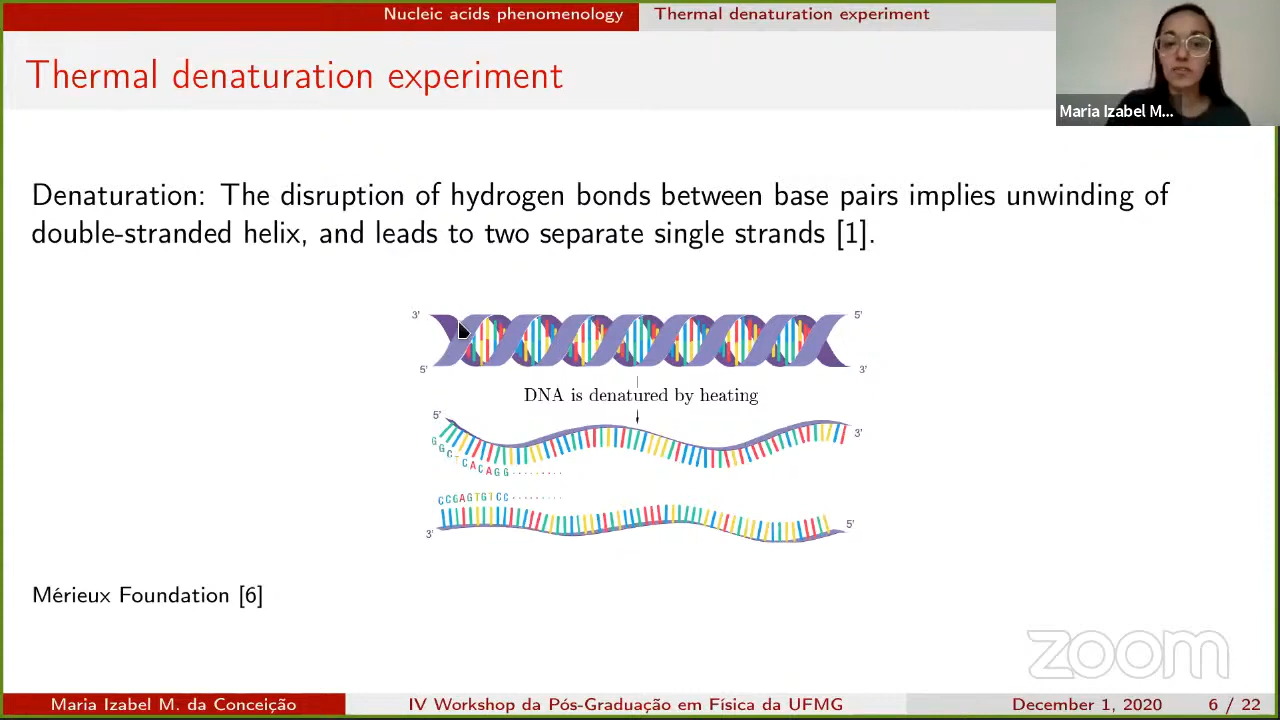 Nucleic acids phenomenology Thermal denaturation experiment
Thermal denaturation experiment
Maria Izabel M...
Denaturation: The disruption of hydrogen bonds between base pairs implies unwinding of
double-stranded helix, and leads to two separate single strands [1].
3' 5'
5' 3'
DNA is denatured by heating
5' 3'
GGCTCACAGG.........
CCGAGTGTCC.........
3' 5'
Mérieux Foundation [6]
zoom
Maria Izabel M. da Conceição IV Workshop da Pós-Graduação em Física da UFMG December 1, 2020 6 / 22